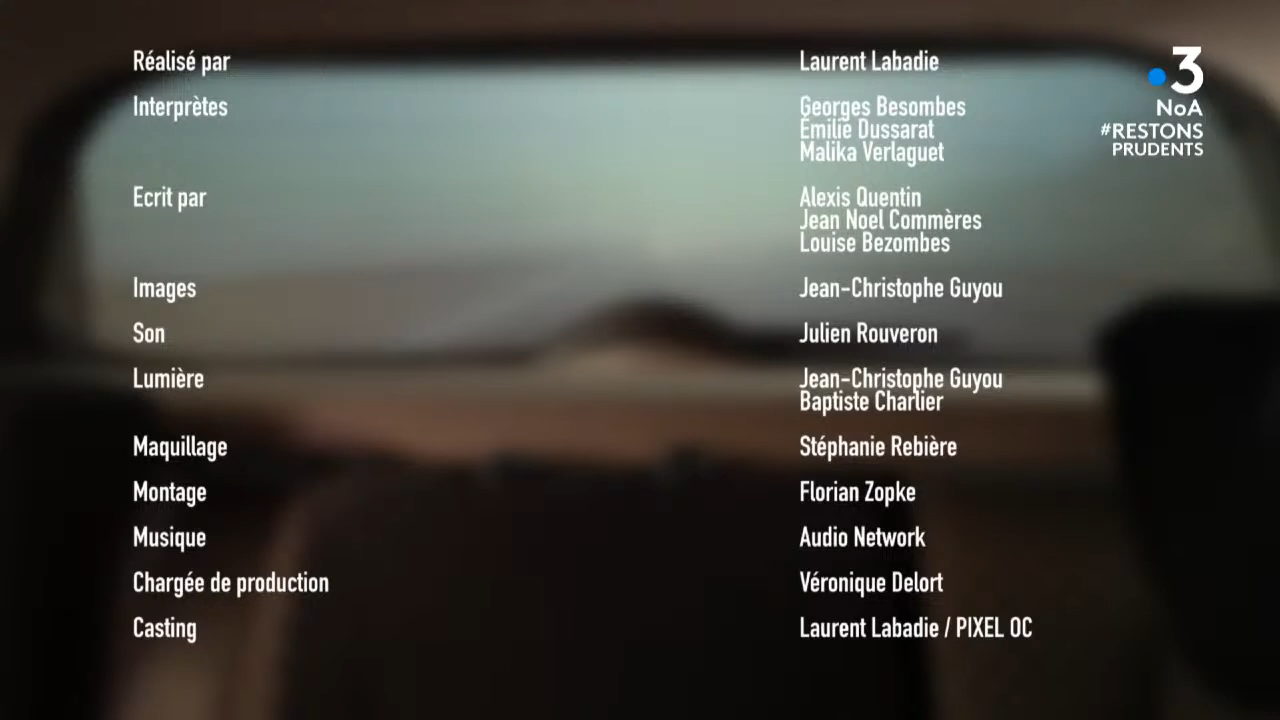 Réalisé par Laurent Labadie
Interprètes Georges Besombes
Emilie Dussarat
Malika Verlaguet
Ecrit par Alexis Quentin
Jean Noel Commères
Louise Bezombes
Images Jean-Christophe Guyou
Son Julien Rouveron
Lumière Jean-Christophe Guyou
Baptiste Charlier
Maquillage Stéphanie Rebière
Montage Florian Zopke
Musique Audio Network
Chargée de production Véronique Delort
Casting Laurent Labadie / PIXEL OC
3
NoA
#RESTONS
PRUDENTS